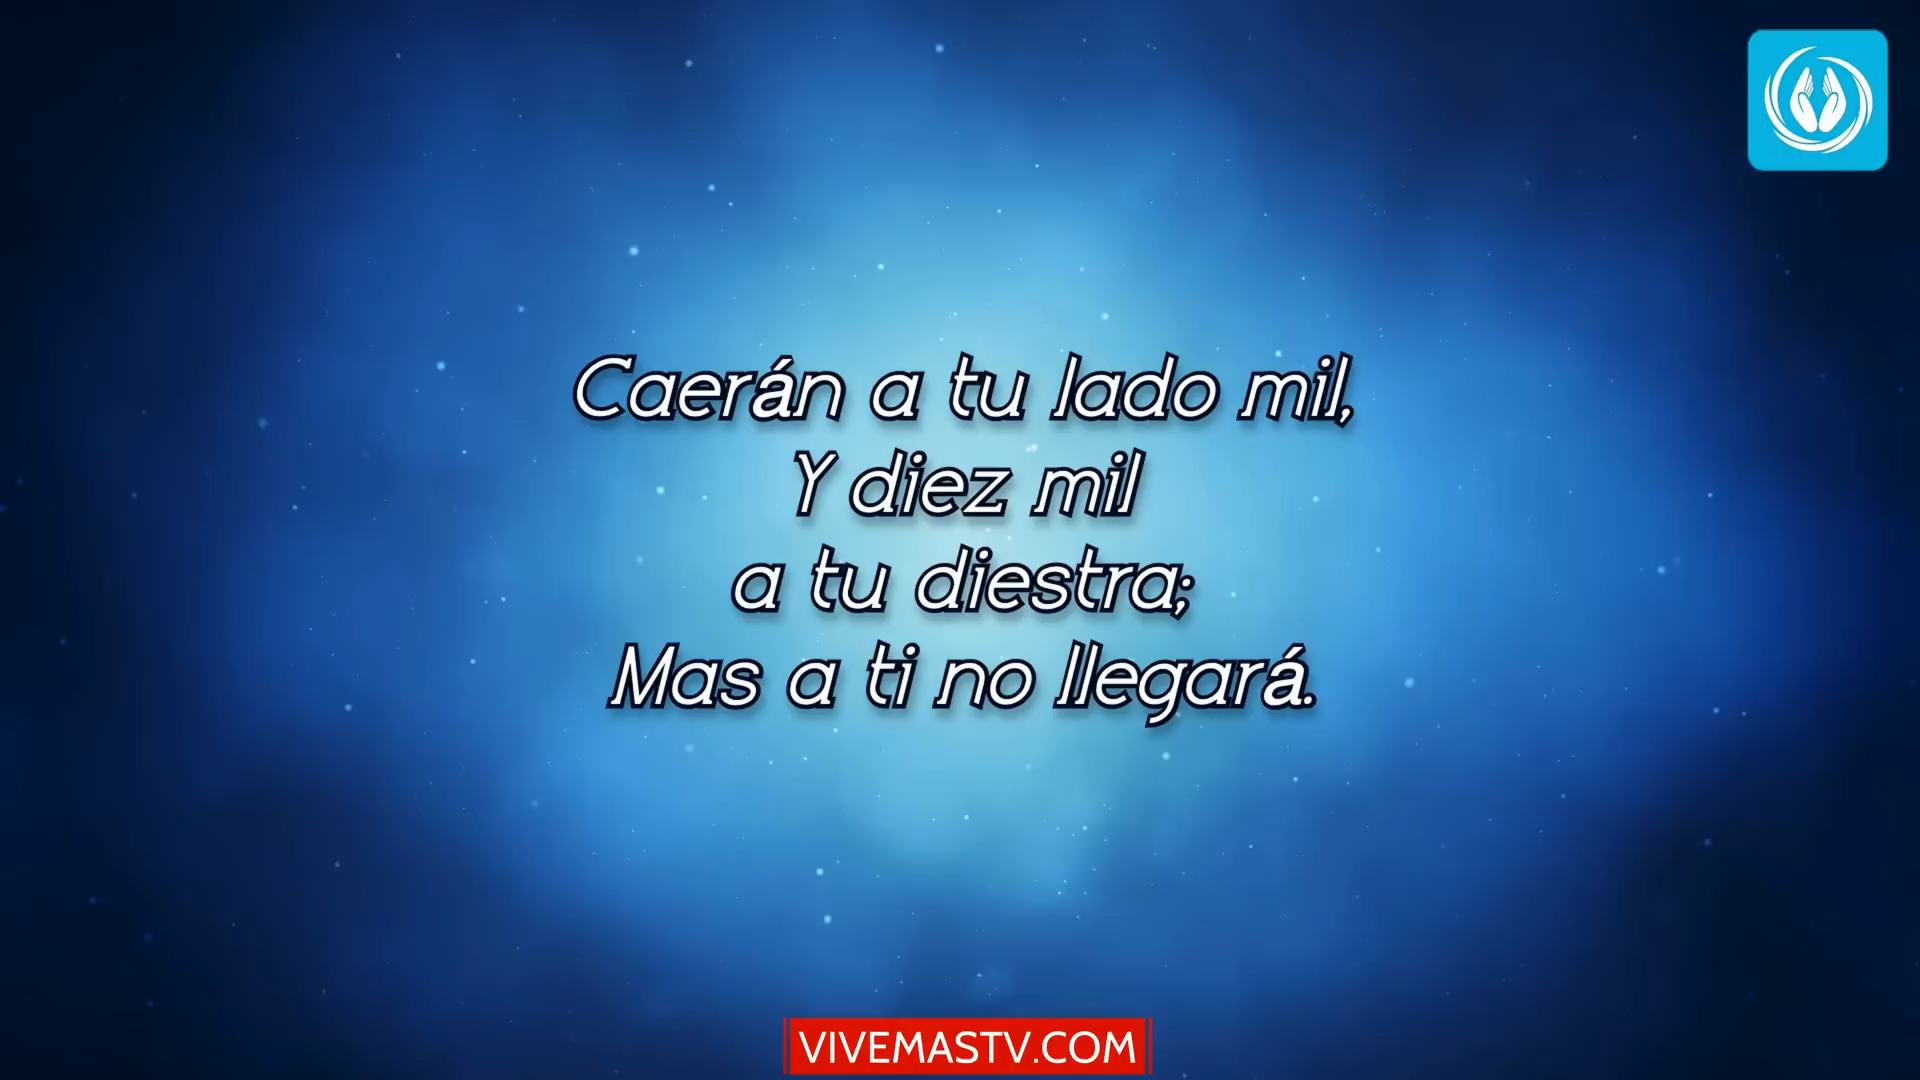 Caerán a tu lado mil,
Y diez mil
a tu diestra;
Mas a ti no llegará.
VIVEMASTV.COM